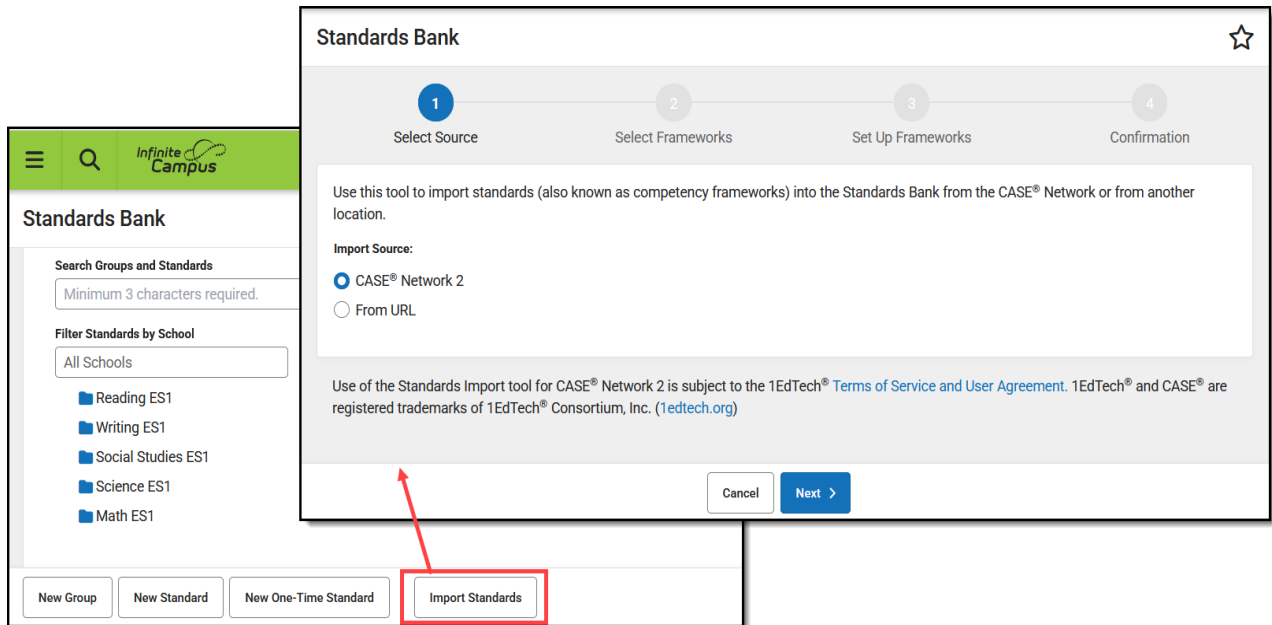 Standards Bank
1
2
3
4
Select Source
Select Frameworks
Set Up Frameworks
Confirmation
Use this tool to import standards (also known as competency frameworks) into the Standards Bank from the CASE® Network or from another
location.
Import Source:
CASE® Network 2
From URL
Use of the Standards Import tool for CASE® Network 2 is subject to the 1EdTech® Terms of Service and User Agreement. 1EdTech® and CASE® are
registered trademarks of 1EdTech® Consortium, Inc. (1edtech.org)
Cancel
Next >
Infinite
Campus
Standards Bank
Search Groups and Standards
Minimum 3 characters required.
Filter Standards by School
All Schools
Reading ES1
Writing ES1
Social Studies ES1
Science ES1
Math ES1
New Group
New Standard
New One-Time Standard
Import Standards